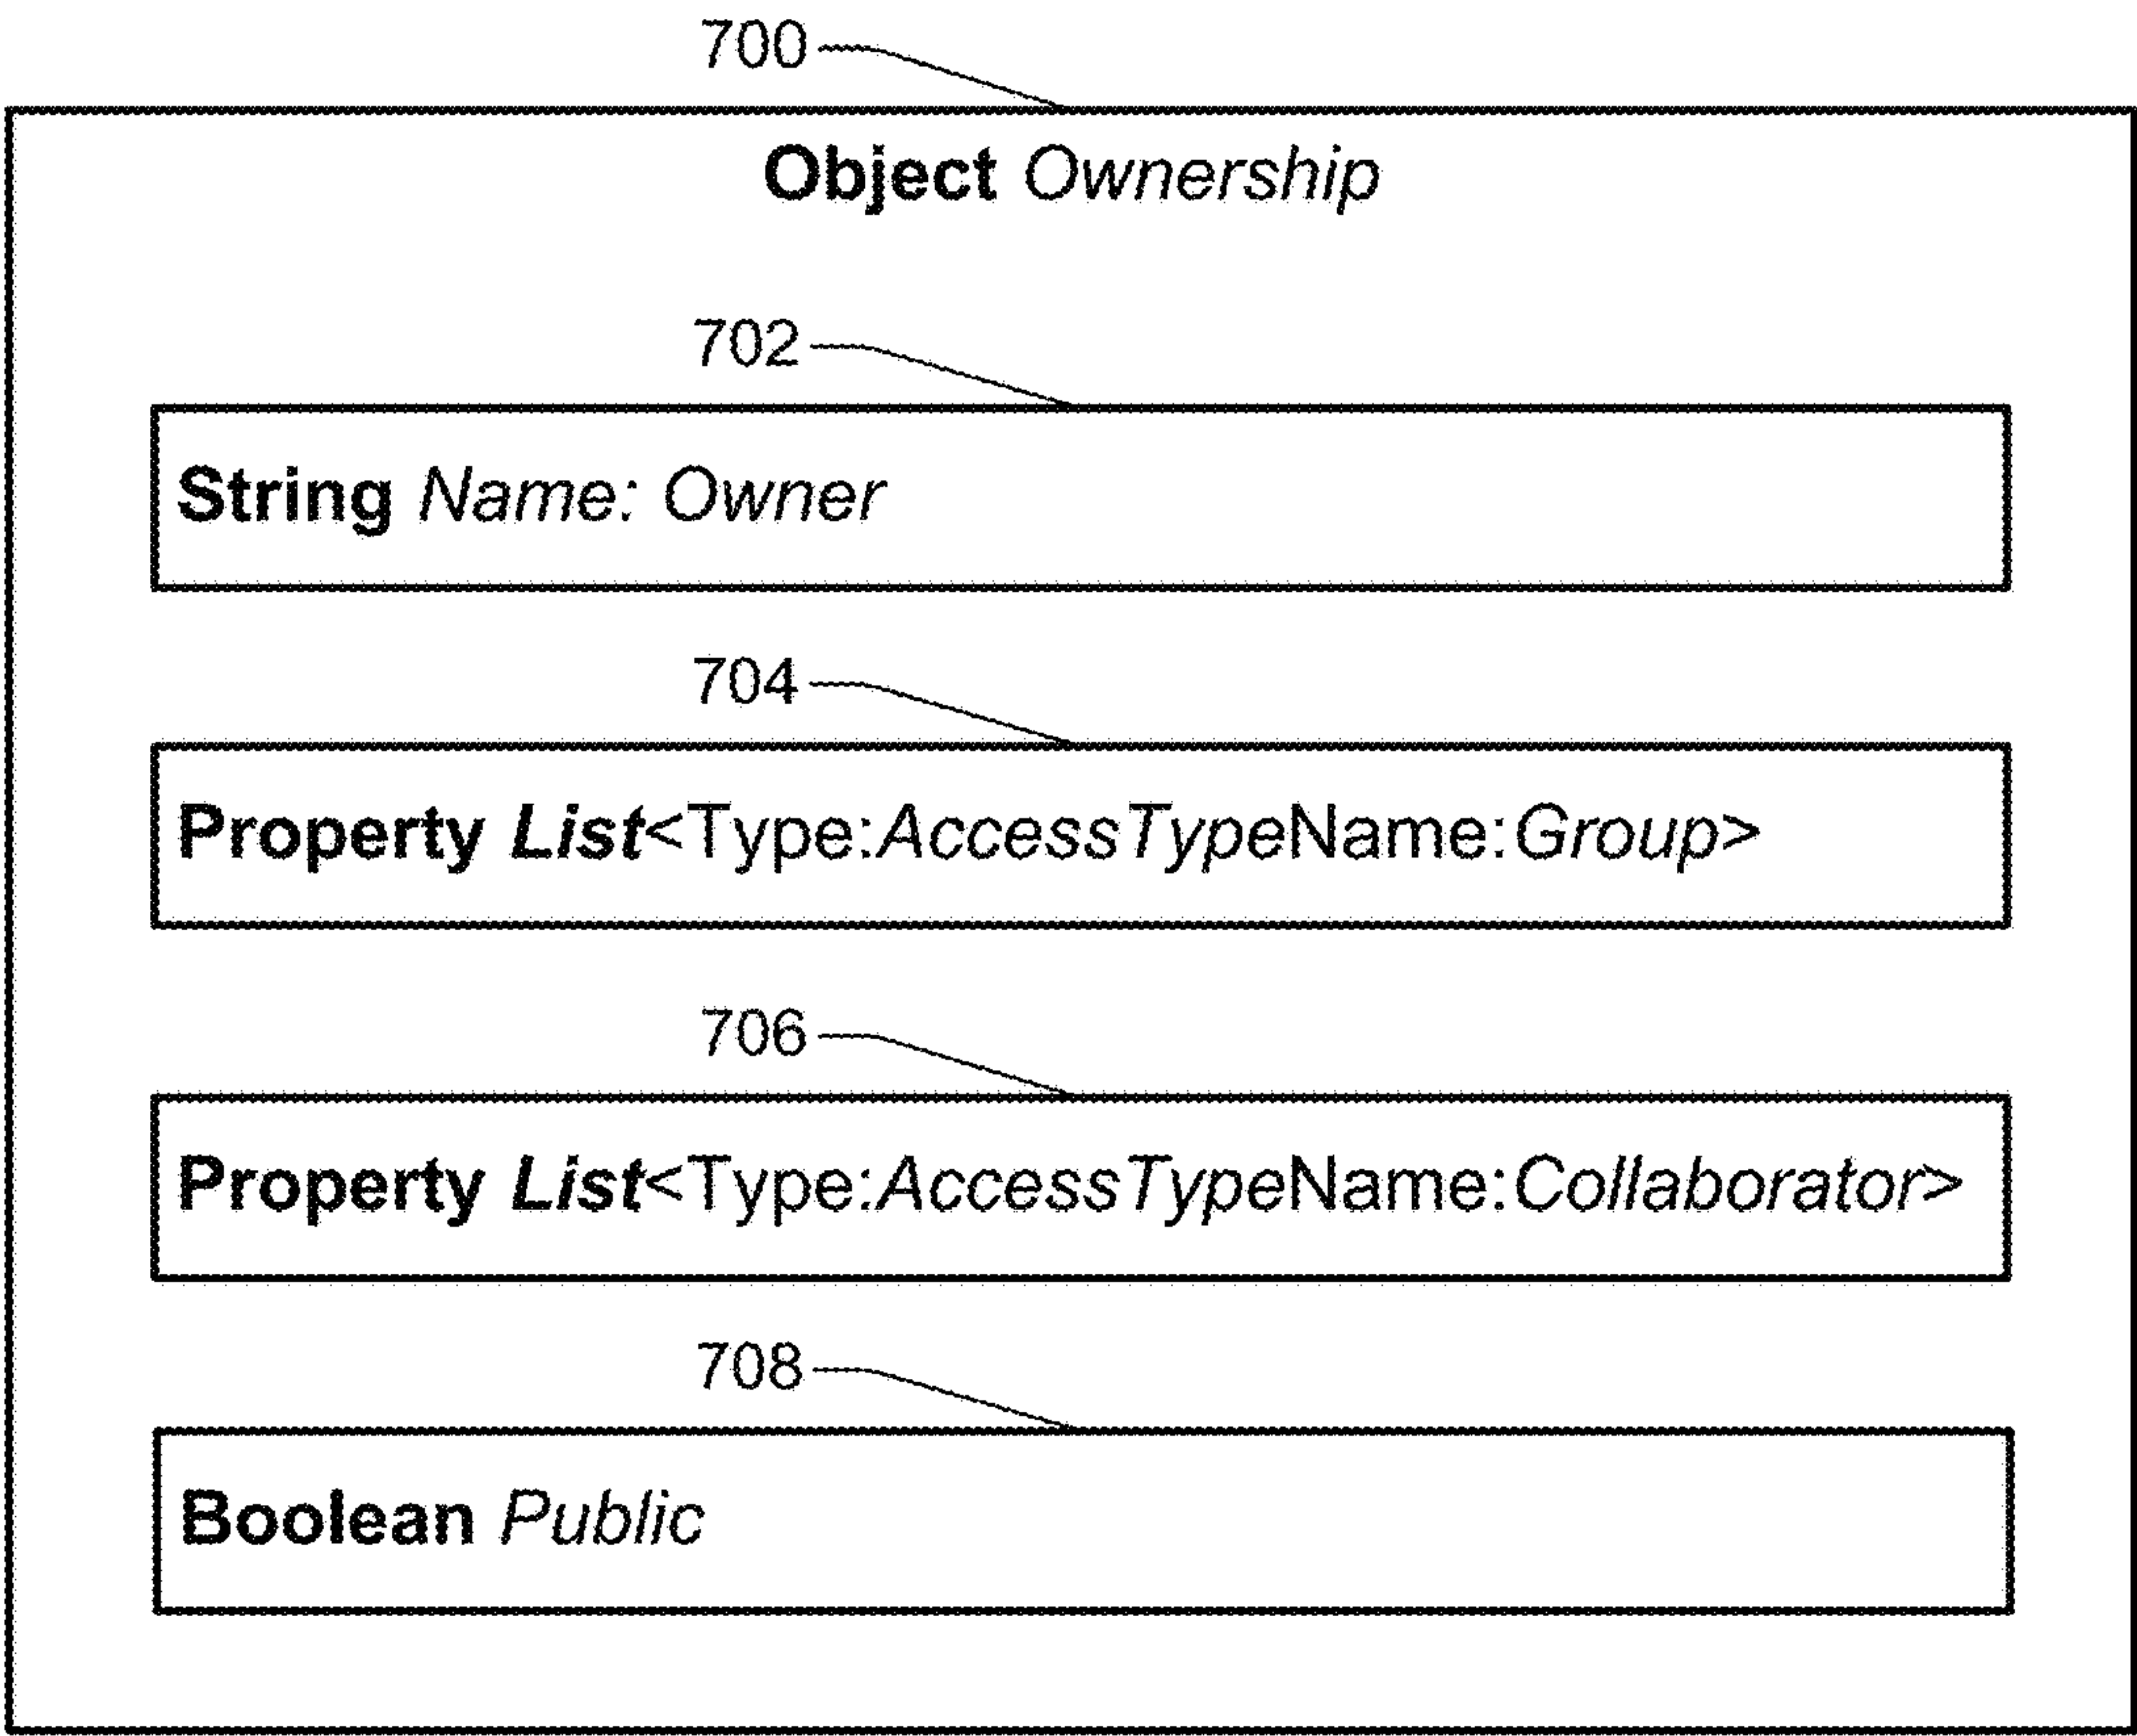 700
Object Ownership
702
String Name: Owner
704
Property List<Type:AccessTypeName:Group>
706
Property List<Type:AccessTypeName:Collaborator>
708
Boolean Public